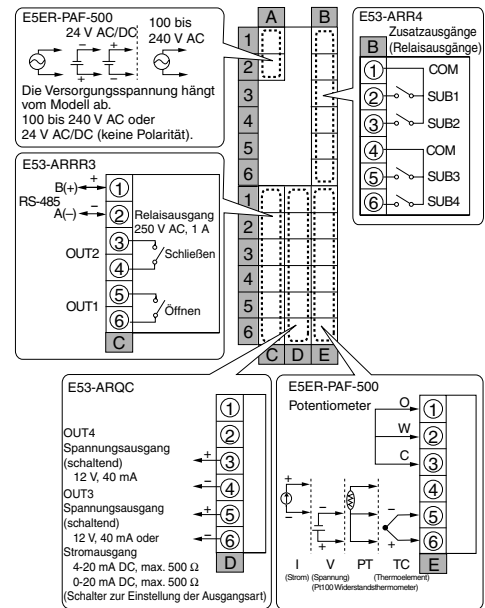 E5ER-PAF-500
24 V AC/DC
100 bis
240 V AC
Die Versorgungsspannung hängt
vom Modell ab.
100 bis 240 V AC oder
24 V AC/DC (keine Polarität).
A
B
1
2
3
4
5
6
1
2
3
4
5
6
C D E
E53-ARR4
Zusatzausgänge
(Relaisausgänge)
B
1 COM
2 SUB1
3 SUB2
4 COM
5 SUB3
6 SUB4
E53-ARRR3
B(+) + 1
RS-485
A(−) − 2
Relaisausgang
250 V AC, 1 A
3
OUT2 Schließen
4
5
OUT1 Öffnen
6
C
E53-ARQC
1
OUT4 2
Spannungsausgang
(schaltend) + 3
12 V, 40 mA − 4
OUT3
Spannungsausgang + 5
(schaltend)
12 V, 40 mA oder − 6
Stromausgang
4-20 mA DC, max. 500 Ω D
0-20 mA DC, max. 500 Ω
(Schalter zur Einstellung der Ausgangsart)
E5ER-PAF-500
Potentiometer
O 1
W 2
C 3
4
+ + − 5
− − + 6
I V PT TC E
(Strom) (Spannung) (Thermoelement)
(Pt100 Widerstandsthermometer)